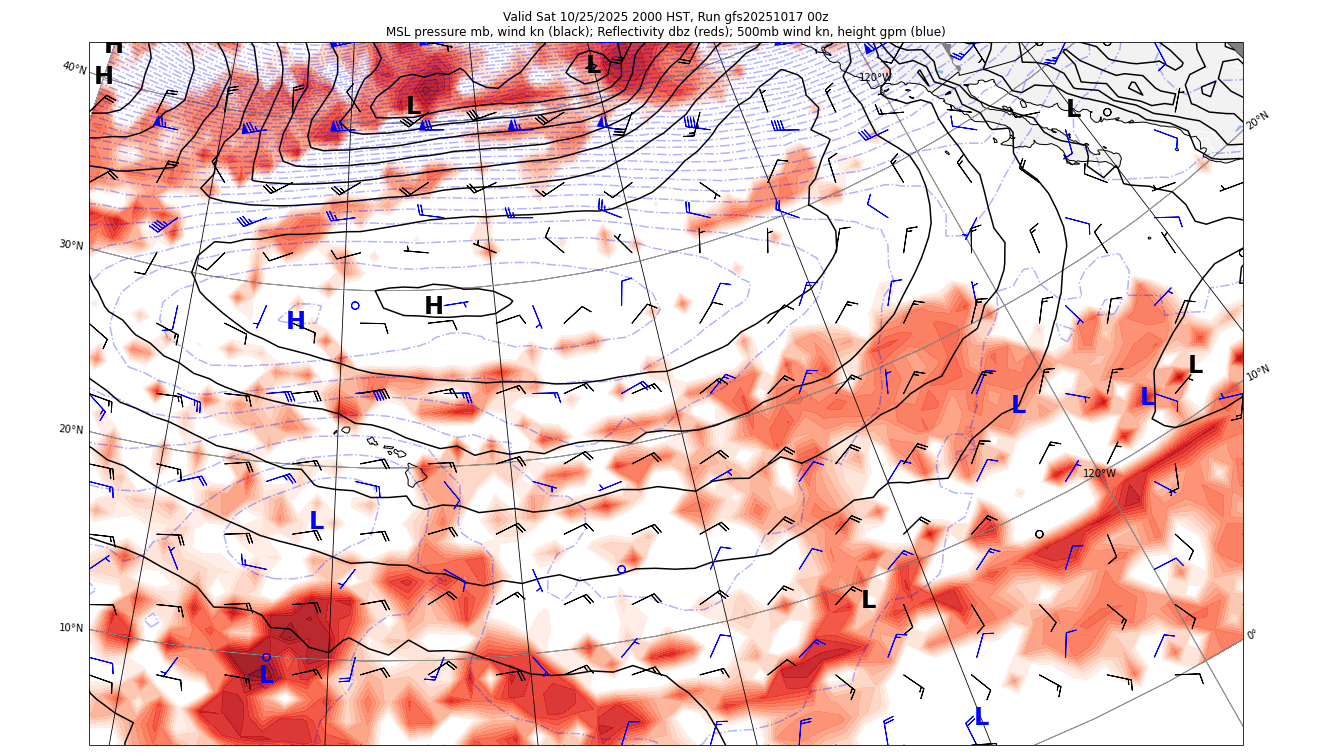 Valid Sat 10/25/2025 2000 HST, Run gfs20251017 00z
MSL pressure mb, wind kn (black); Reflectivity dbz (reds); 500mb wind kn, height gpm (blue)
H
L
40°N
H
120°W
L
L
20°N
30°N
H
H
L
10°N
L
L
20°N
120°W
L
L
10°N
0°
L
L